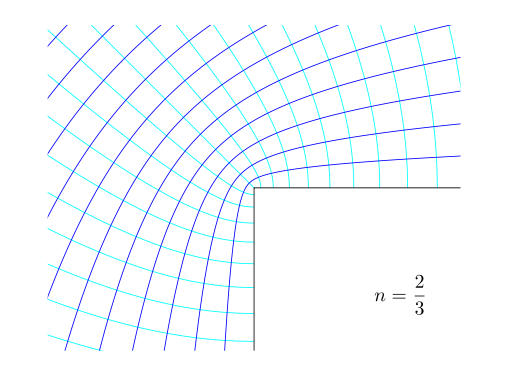 n = 2/3